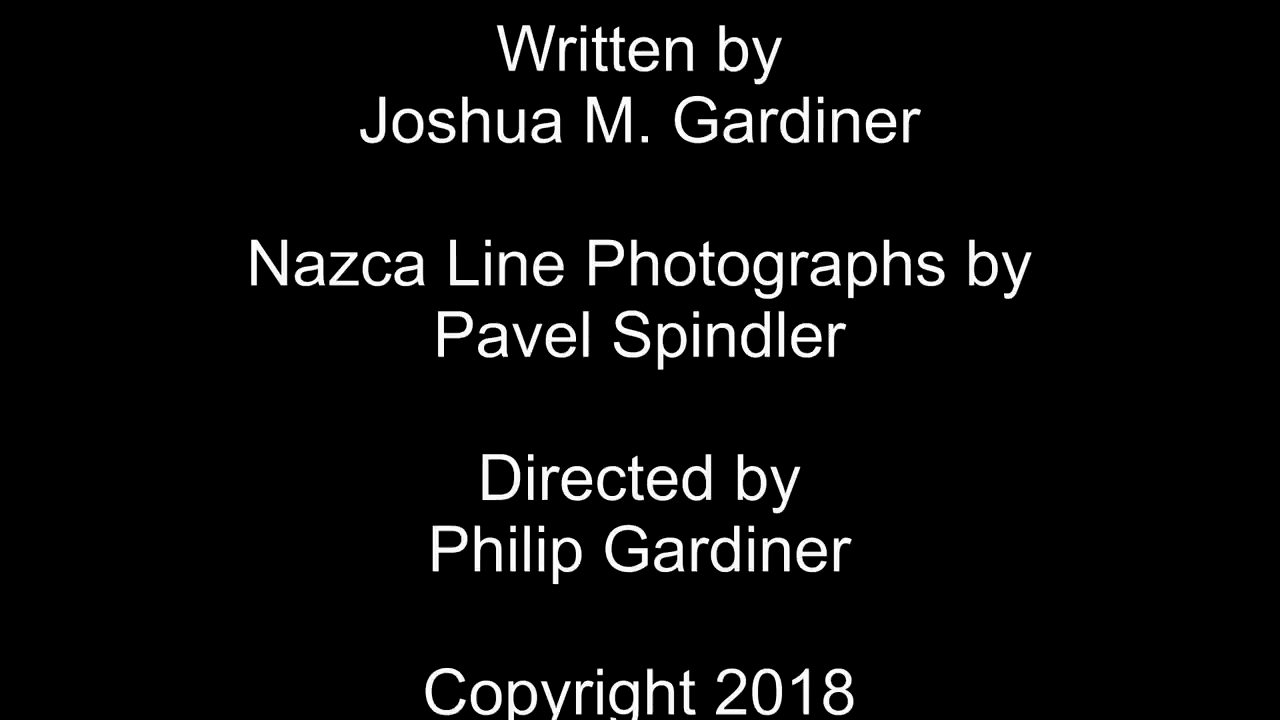 Written by
Joshua M. Gardiner
Nazca Line Photographs by
Pavel Spindler
Directed by
Philip Gardiner
Copyright 2018